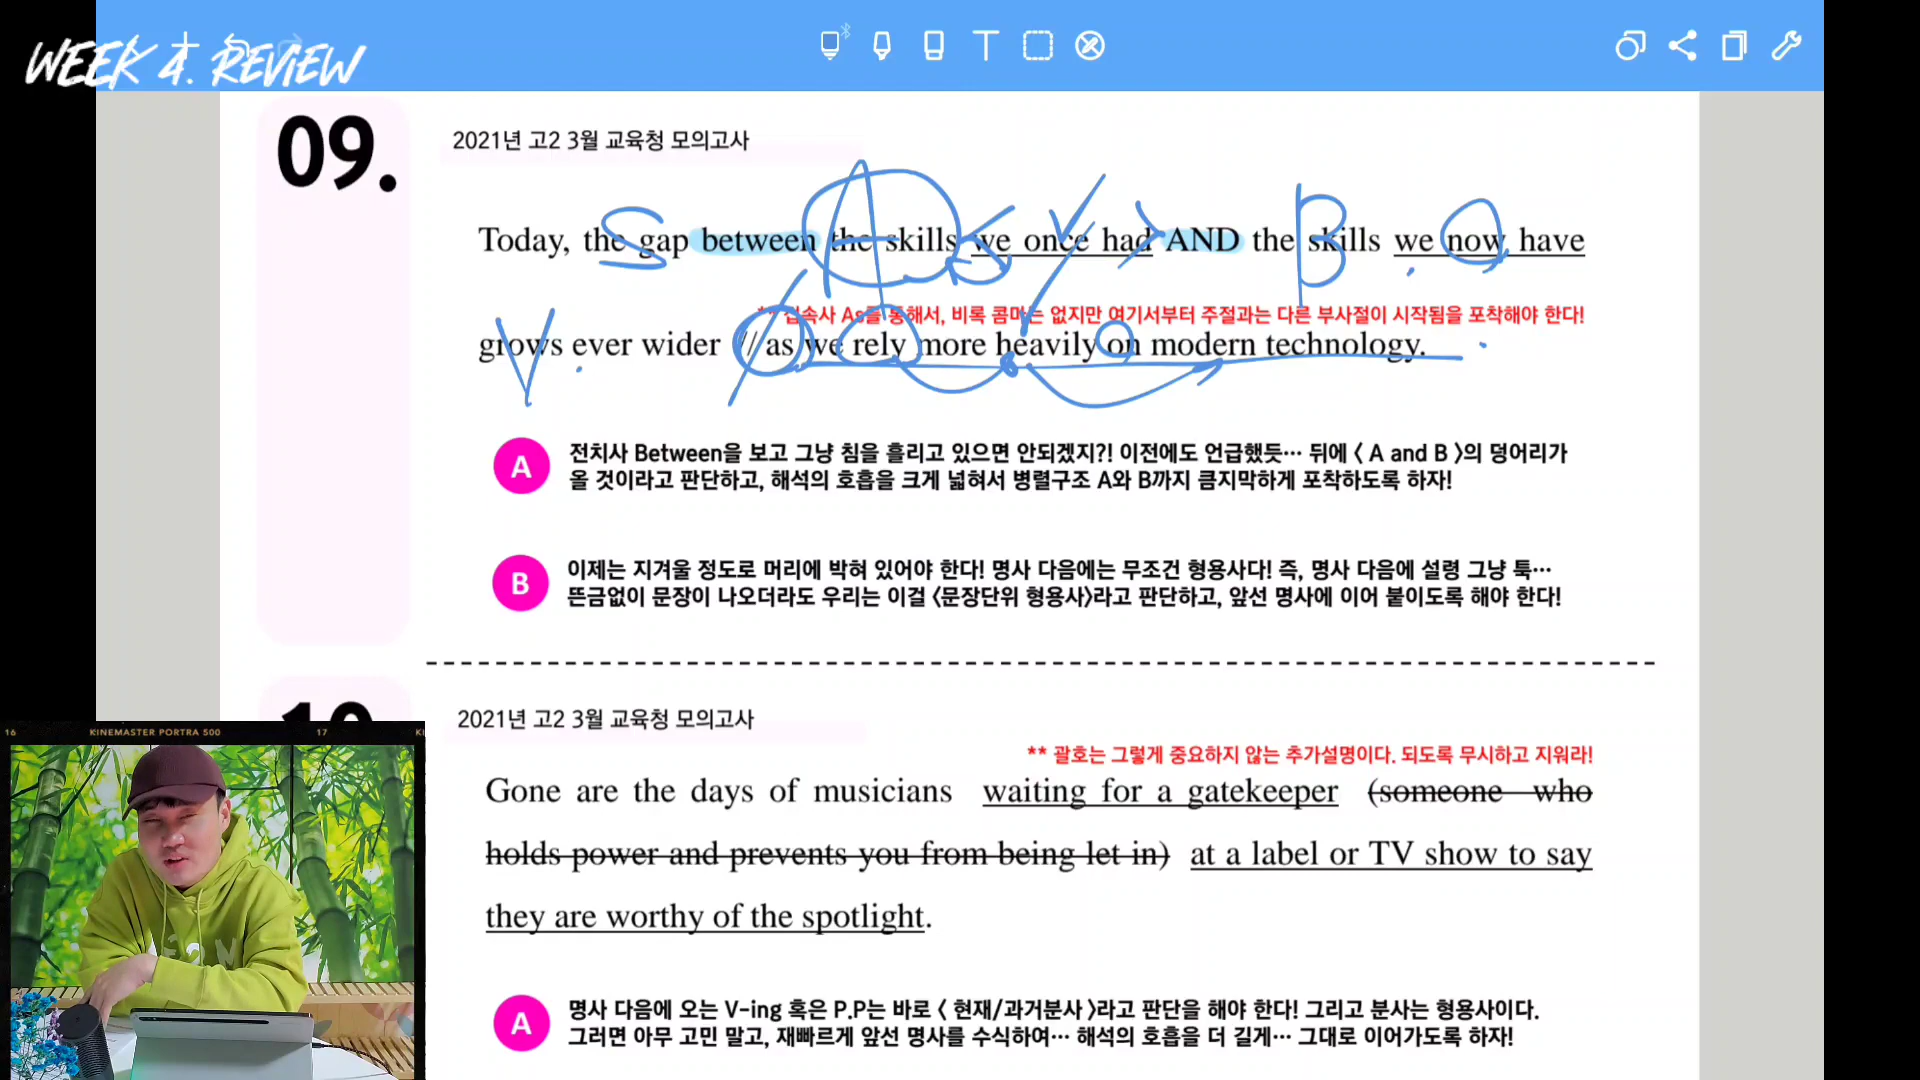 WEEK 4. REVIEW
09.
2021년 고2 3월 교육청 모의고사
S A V B
Today, the gap between the skills we once had AND the skills we now have
** 접속사 As를 통해서, 비록 콤마는 없지만 여기서부터 주절과는 다른 부사절이 시작됨을 포착해야 한다!
V
grows ever wider // as we rely more heavily on modern technology.
A 전치사 Between을 보고 그냥 침을 흘리고 있으면 안되겠지?! 이전에도 언급했듯… 뒤에 〈 A and B 〉의 덩어리가
올 것이라고 판단하고, 해석의 호흡을 크게 넓혀서 병렬구조 A와 B까지 큼지막하게 포착하도록 하자!
B 이제는 지겨울 정도로 머리에 박혀 있어야 한다! 명사 다음에는 무조건 형용사다! 즉, 명사 다음에 설령 그냥 툭…
뜬금없이 문장이 나오더라도 우리는 이걸 〈문장단위 형용사〉라고 판단하고, 앞선 명사에 이어 붙이도록 해야 한다!
2021년 고2 3월 교육청 모의고사
** 괄호는 그렇게 중요하지 않는 추가설명이다. 되도록 무시하고 지워라!
Gone are the days of musicians waiting for a gatekeeper (someone who
holds power and prevents you from being let in) at a label or TV show to say
they are worthy of the spotlight.
A 명사 다음에 오는 V-ing 혹은 P.P는 바로 〈 현재/과거분사 〉라고 판단을 해야 한다! 그리고 분사는 형용사이다.
그러면 아무 고민 말고, 재빠르게 앞선 명사를 수식하여… 해석의 호흡을 더 길게… 그대로 이어가도록 하자!
16 KINEMASTER PORTRA 500 17 KI